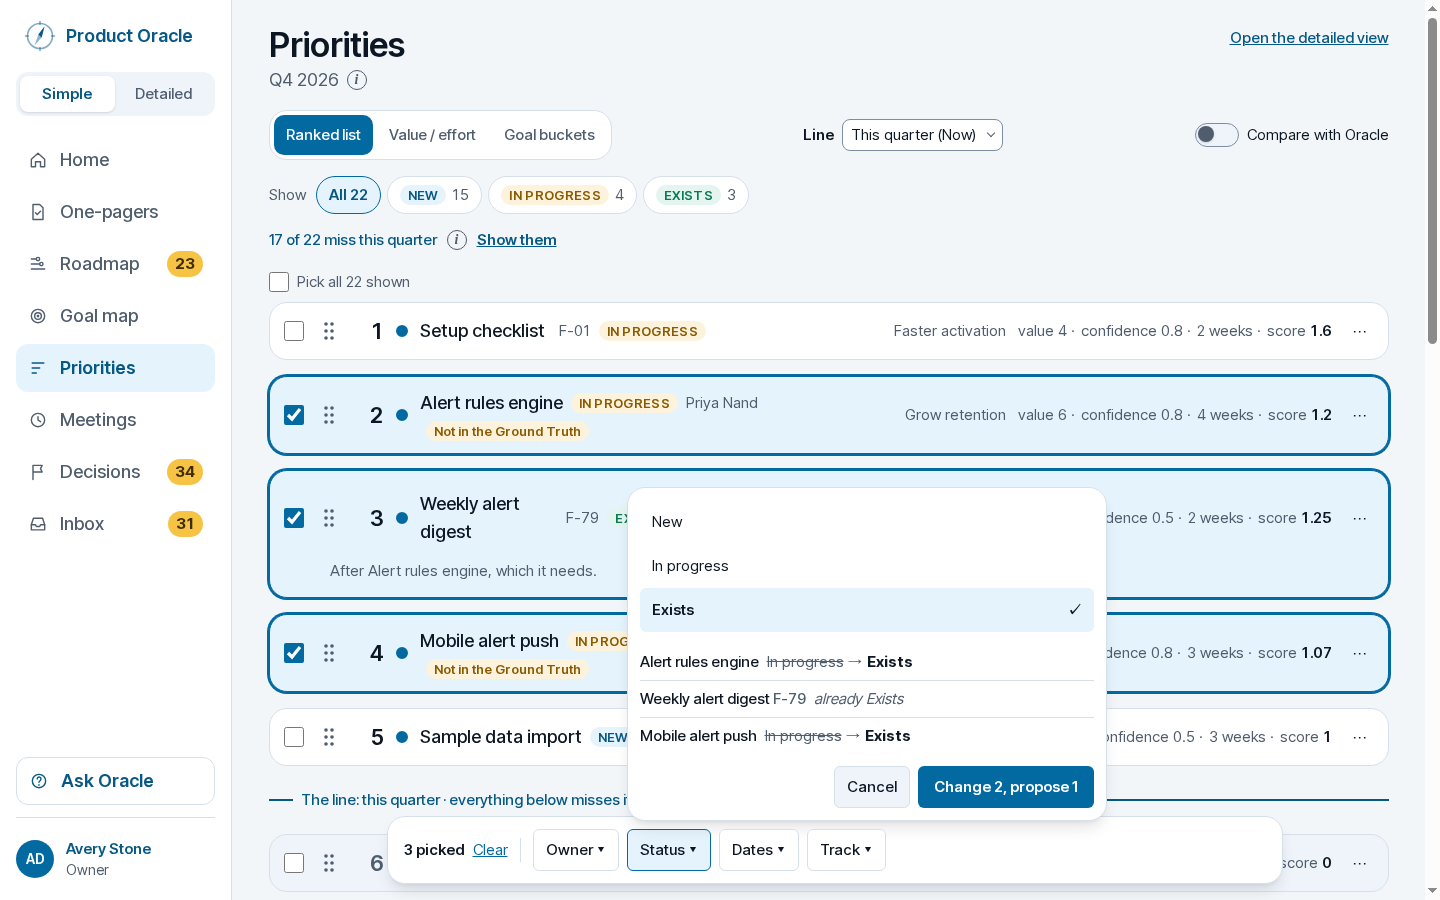 Product Oracle
Simple Detailed
Home
One-pagers
Roadmap 23
Goal map
Priorities
Meetings
Decisions 34
Inbox 31
Ask Oracle
AD Avery Stone
Owner
Priorities
Open the detailed view
Q4 2026 i
Ranked list Value / effort Goal buckets
Line This quarter (Now)
Compare with Oracle
Show All 22 NEW 15 IN PROGRESS 4 EXISTS 3
17 of 22 miss this quarter i Show them
Pick all 22 shown
1 Setup checklist F-01 IN PROGRESS Faster activation value 4 · confidence 0.8 · 2 weeks · score 1.6 ...
2 Alert rules engine IN PROGRESS Priya Nand Grow retention value 6 · confidence 0.8 · 4 weeks · score 1.2 ...
Not in the Ground Truth
3 Weekly alert digest F-79 dence 0.5 · 2 weeks · score 1.25 ...
After Alert rules engine, which it needs.
4 Mobile alert push IN PROG dence 0.8 · 3 weeks · score 1.07 ...
Not in the Ground Truth
5 Sample data import NEW onfidence 0.5 · 3 weeks · score 1 ...
The line: this quarter · everything below misses i
6 score 0 ...
New
In progress
Exists ✓
Alert rules engine In progress → Exists
Weekly alert digest F-79 already Exists
Mobile alert push In progress → Exists
Cancel Change 2, propose 1
3 picked Clear Owner ▾ Status ▾ Dates ▾ Track ▾